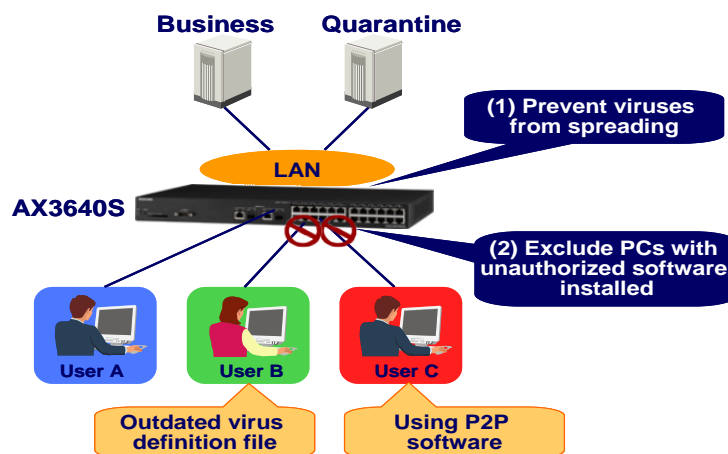 Business
Quarantine
(1) Prevent viruses
from spreading
LAN
AX3640S
(2) Exclude PCs with
unauthorized software
installed
User A
User B
User C
Outdated virus
definition file
Using P2P
software